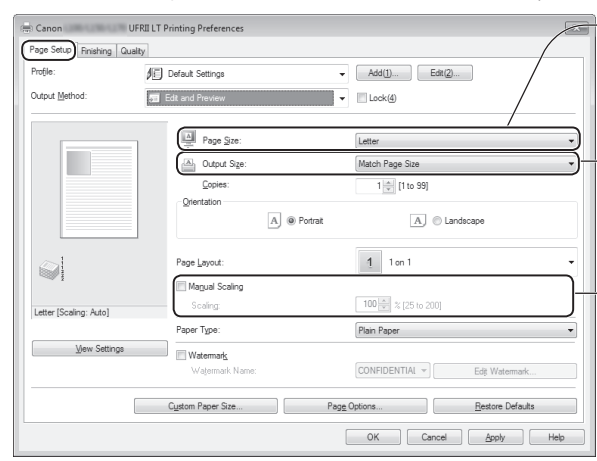 Canon UFRII LT Printing Preferences
Page Setup Finishing Quality
Profile: Default Settings Add(1)... Edit(2)...
Output Method: Edit and Preview Lock(4)
Page Size: Letter
Output Size: Match Page Size
Copies: 1 [1 to 99]
Orientation
A Portrait A Landscape
Page Layout: 1 1 on 1
Manual Scaling
Scaling: 100 % [25 to 200]
Letter [Scaling: Auto]
Paper Type: Plain Paper
View Settings
Watermark
Watermark Name: CONFIDENTIAL Edit Watermark...
Custom Paper Size... Page Options... Restore Defaults
OK Cancel Apply Help